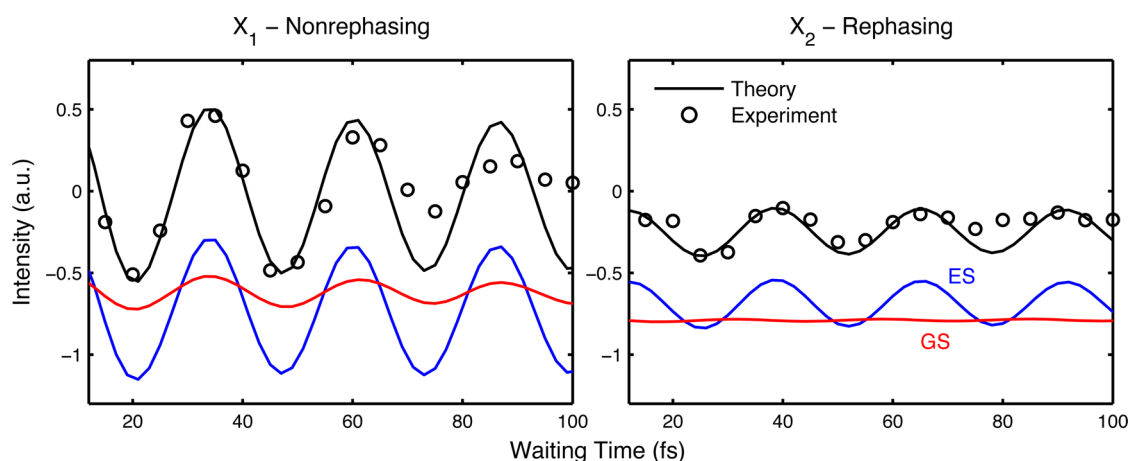 X₁ – Nonrephasing
X₂ – Rephasing
Intensity (a.u.)
0.5
0
−0.5
−1
20
40
60
80
100
0.5
0
−0.5
−1
Theory
Experiment
ES
GS
20
40
60
80
100
Waiting Time (fs)